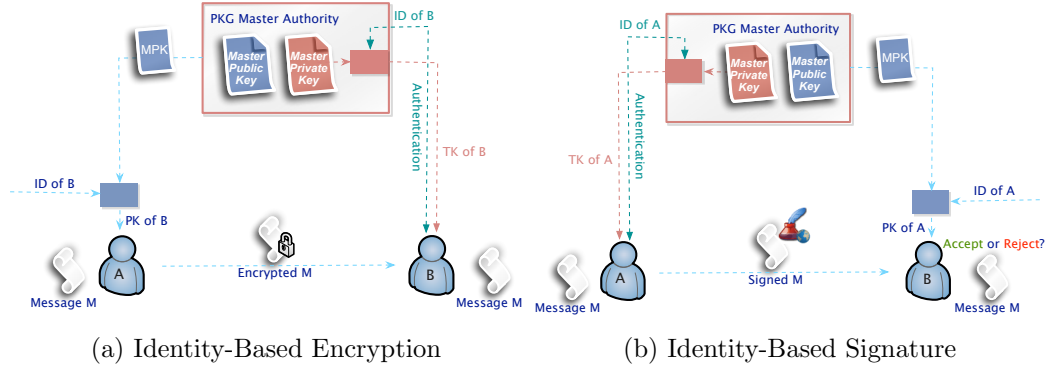 ID of B
PKG Master Authority
MPK
Master
Public
Key
Master
Private
Key
Authentication
TK of B
ID of B
PK of B
A
B
Encrypted M
Message M
Message M
(a) Identity-Based Encryption
ID of A
PKG Master Authority
Master
Private
Key
Master
Public
Key
MPK
Authentication
TK of A
ID of A
PK of A
Accept or Reject?
A
B
Signed M
Message M
Message M
(b) Identity-Based Signature